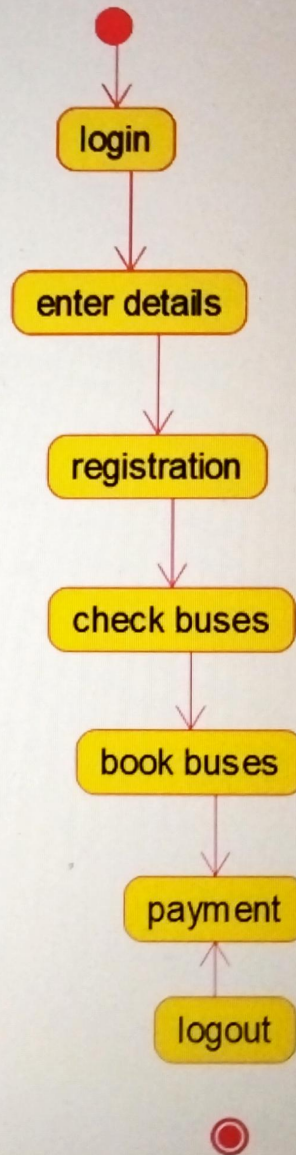 login
enter details
registration
check buses
book buses
payment
logout